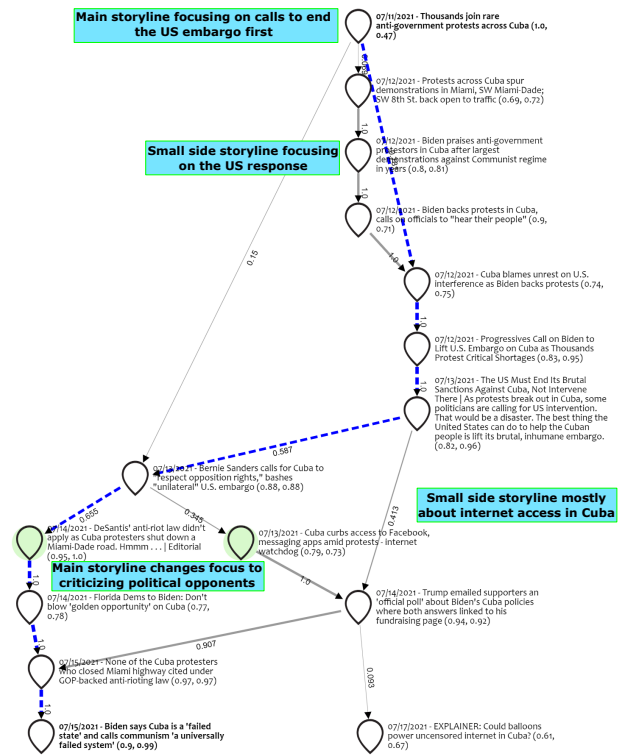 Main storyline focusing on calls to end
the US embargo first
07/11/2021 - Thousands join rare
anti-government protests across Cuba (1.0,
0.47)
07/12/2021 - Protests across Cuba spur
demonstrations in Miami, SW Miami-Dade;
SW 8th St. back open to traffic (0.69, 0.72)
1.0
Small side storyline focusing
on the US response
07/12/2021 - Biden praises anti-government
protestors in Cuba after largest
demonstrations against Communist regime
in years (0.8, 0.81)
1.0
07/12/2021 - Biden backs protests in Cuba,
calls on officials to "hear their people" (0.9,
0.71)
1.0
0.15
07/12/2021 - Cuba blames unrest on U.S.
interference as Biden backs protests (0.74,
0.75)
1.0
07/12/2021 - Progressives Call on Biden to
Lift U.S. Embargo on Cuba as Thousands
Protest Critical Shortages (0.83, 0.95)
1.0
07/13/2021 - The US Must End Its Brutal
Sanctions Against Cuba, Not Intervene
There | As protests break out in Cuba, some
politicians are calling for US intervention.
That would be a disaster. The best thing the
United States can do to help the Cuban
people is lift its brutal, inhumane embargo.
(0.82, 0.96)
0.587
07/13/2021 - Bernie Sanders calls for Cuba to
"respect opposition rights," bashes
"unilateral" U.S. embargo (0.88, 0.88)
Small side storyline mostly
about internet access in Cuba
0.655
0.345
0.413
07/14/2021 - DeSantis' anti-riot law didn't
apply as Cuba protesters shut down a
Miami-Dade road. Hmmm . . . | Editorial
(0.95, 1.0)
07/13/2021 - Cuba curbs access to Facebook,
messaging apps amid protests - internet
watchdog (0.79, 0.73)
Main storyline changes focus to
criticizing political opponents
1.0
1.0
07/14/2021 - Florida Dems to Biden: Don't
blow 'golden opportunity' on Cuba (0.77,
0.78)
07/14/2021 - Trump emailed supporters an
'official poll' about Biden's Cuba policies
where both answers linked to his
fundraising page (0.94, 0.92)
1.0
0.907
07/15/2021 - None of the Cuba protesters
who closed Miami highway cited under
GOP-backed anti-rioting law (0.97, 0.97)
0.093
1.0
07/15/2021 - Biden says Cuba is a 'failed
state' and calls communism 'a universally
failed system' (0.9, 0.99)
07/17/2021 - EXPLAINER: Could balloons
power uncensored internet in Cuba? (0.61,
0.67)